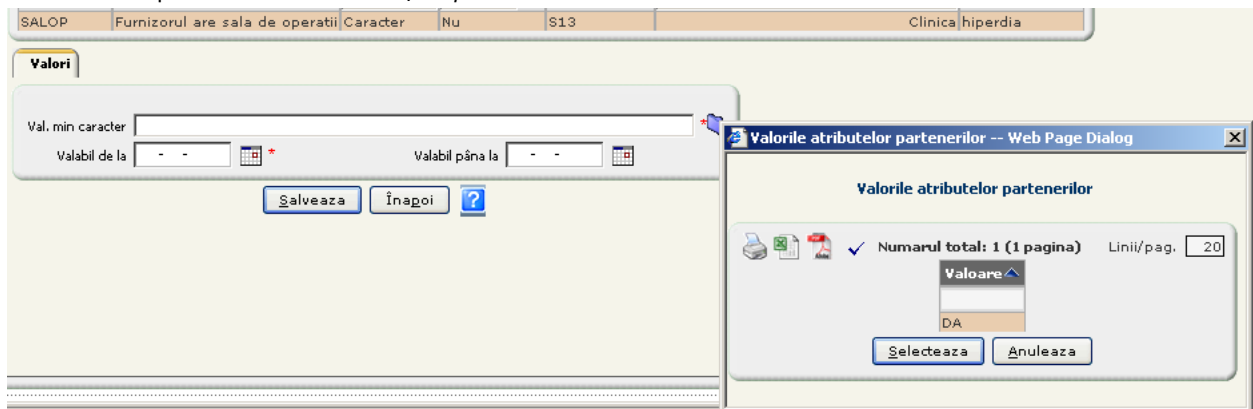 SALOP Furnizorul are sala de operatii Caracter Nu S13 Clinica hiperdia
Valori
Val. min caracter *
Valabil de la - - * Valabil pâna la - -
Salveaza Înapoi ?
Valorile atributelor partenerilor -- Web Page Dialog
Valorile atributelor partenerilor
Numarul total: 1 (1 pagina) Linii/pag. 20
Valoare
DA
Selecteaza Anuleaza